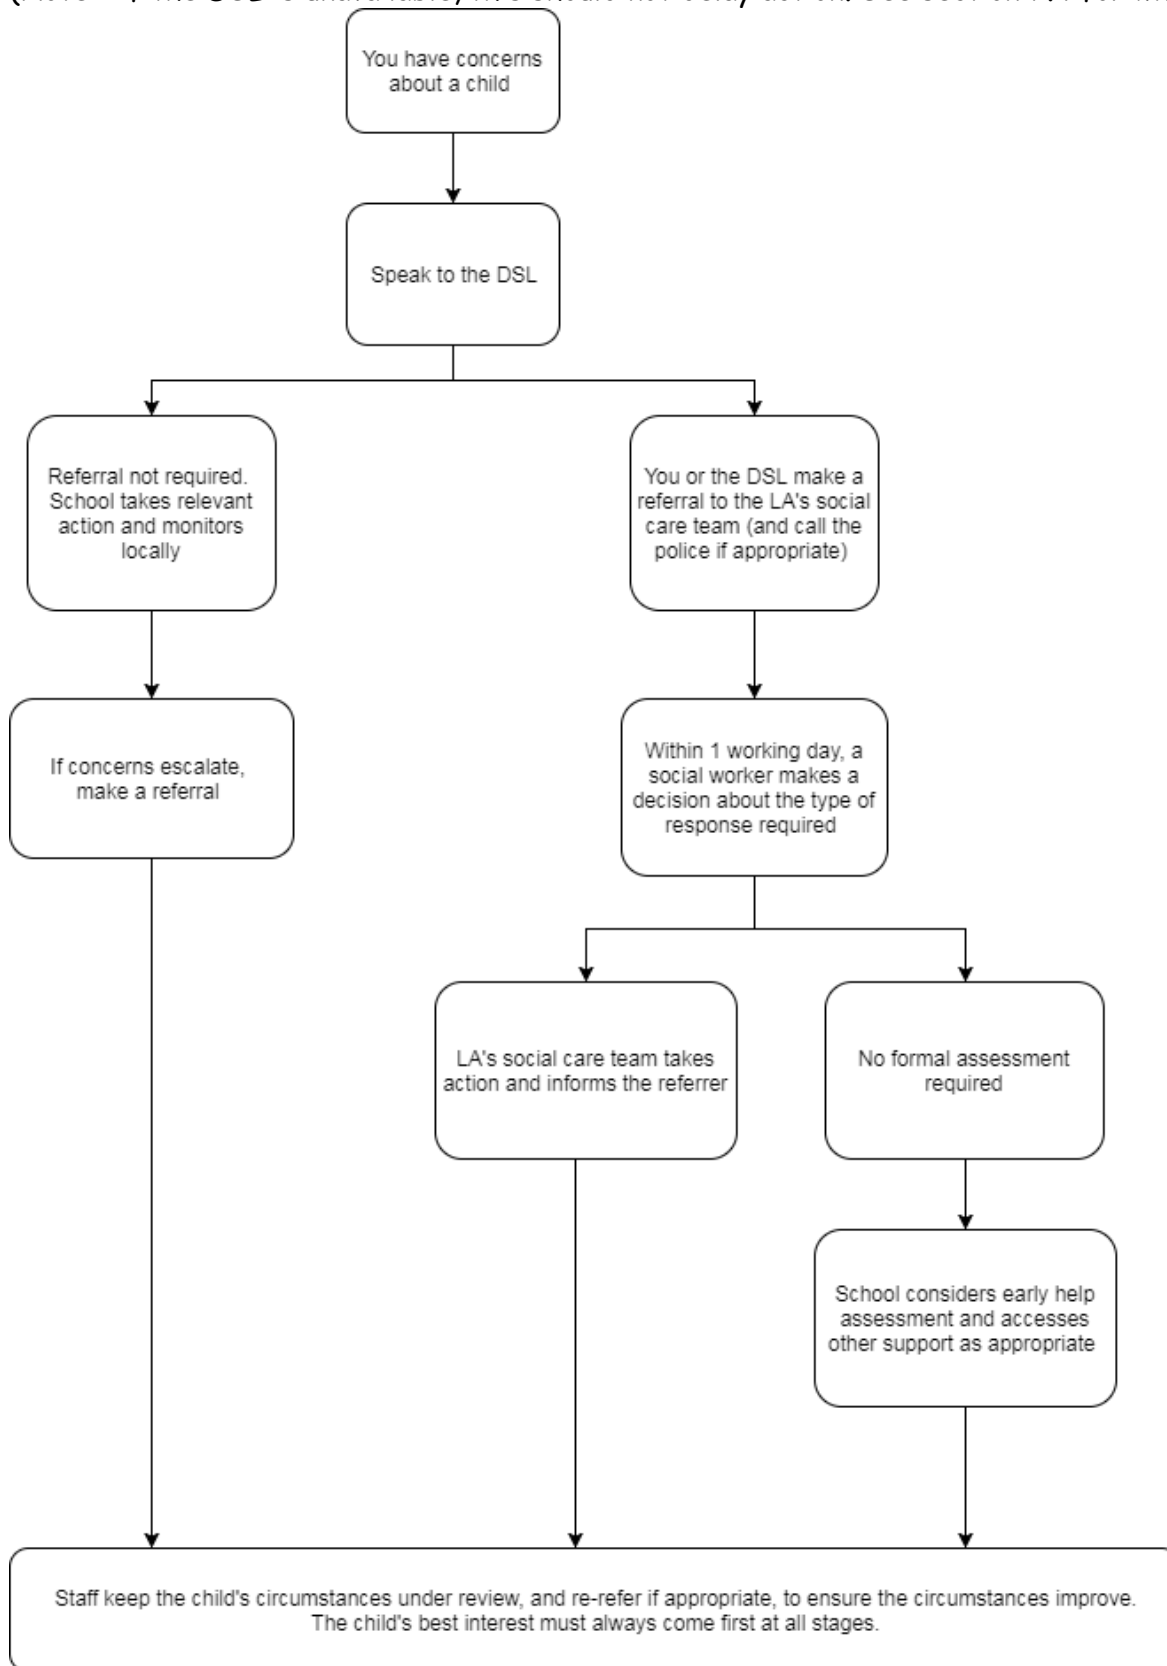 You have concerns
about a child
Speak to the DSL
Referral not required.
School takes relevant
action and monitors
locally
You or the DSL make a
referral to the LA's social
care team (and call the
police if appropriate)
If concerns escalate,
make a referral
Within 1 working day, a
social worker makes a
decision about the type of
response required
LA's social care team takes
action and informs the referrer
No formal assessment
required
School considers early help
assessment and accesses
other support as appropriate
Staff keep the child's circumstances under review, and re-refer if appropriate, to ensure the circumstances improve.
The child's best interest must always come first at all stages.